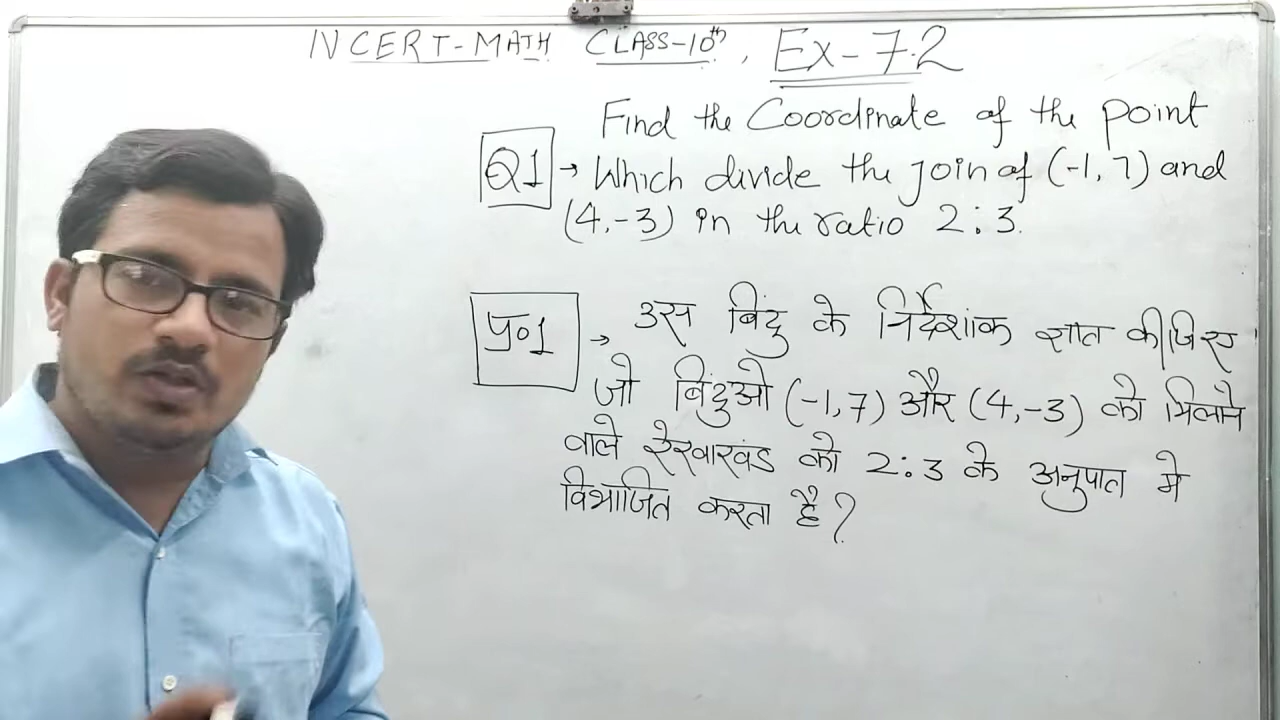 NCERT-MATH CLASS-10th, Ex-7.2
Find the Coordinate of the point
Q1 → Which divide the join of (-1, 7) and
(4,-3) in the ratio 2:3.
प्र०1 → उस बिंदु के निर्देशांक ज्ञात कीजिए
जो बिंदुओ (-1,7) और (4,-3) को मिलाने
वाले रेखाखंड को 2:3 के अनुपात मे
विभाजित करता है?